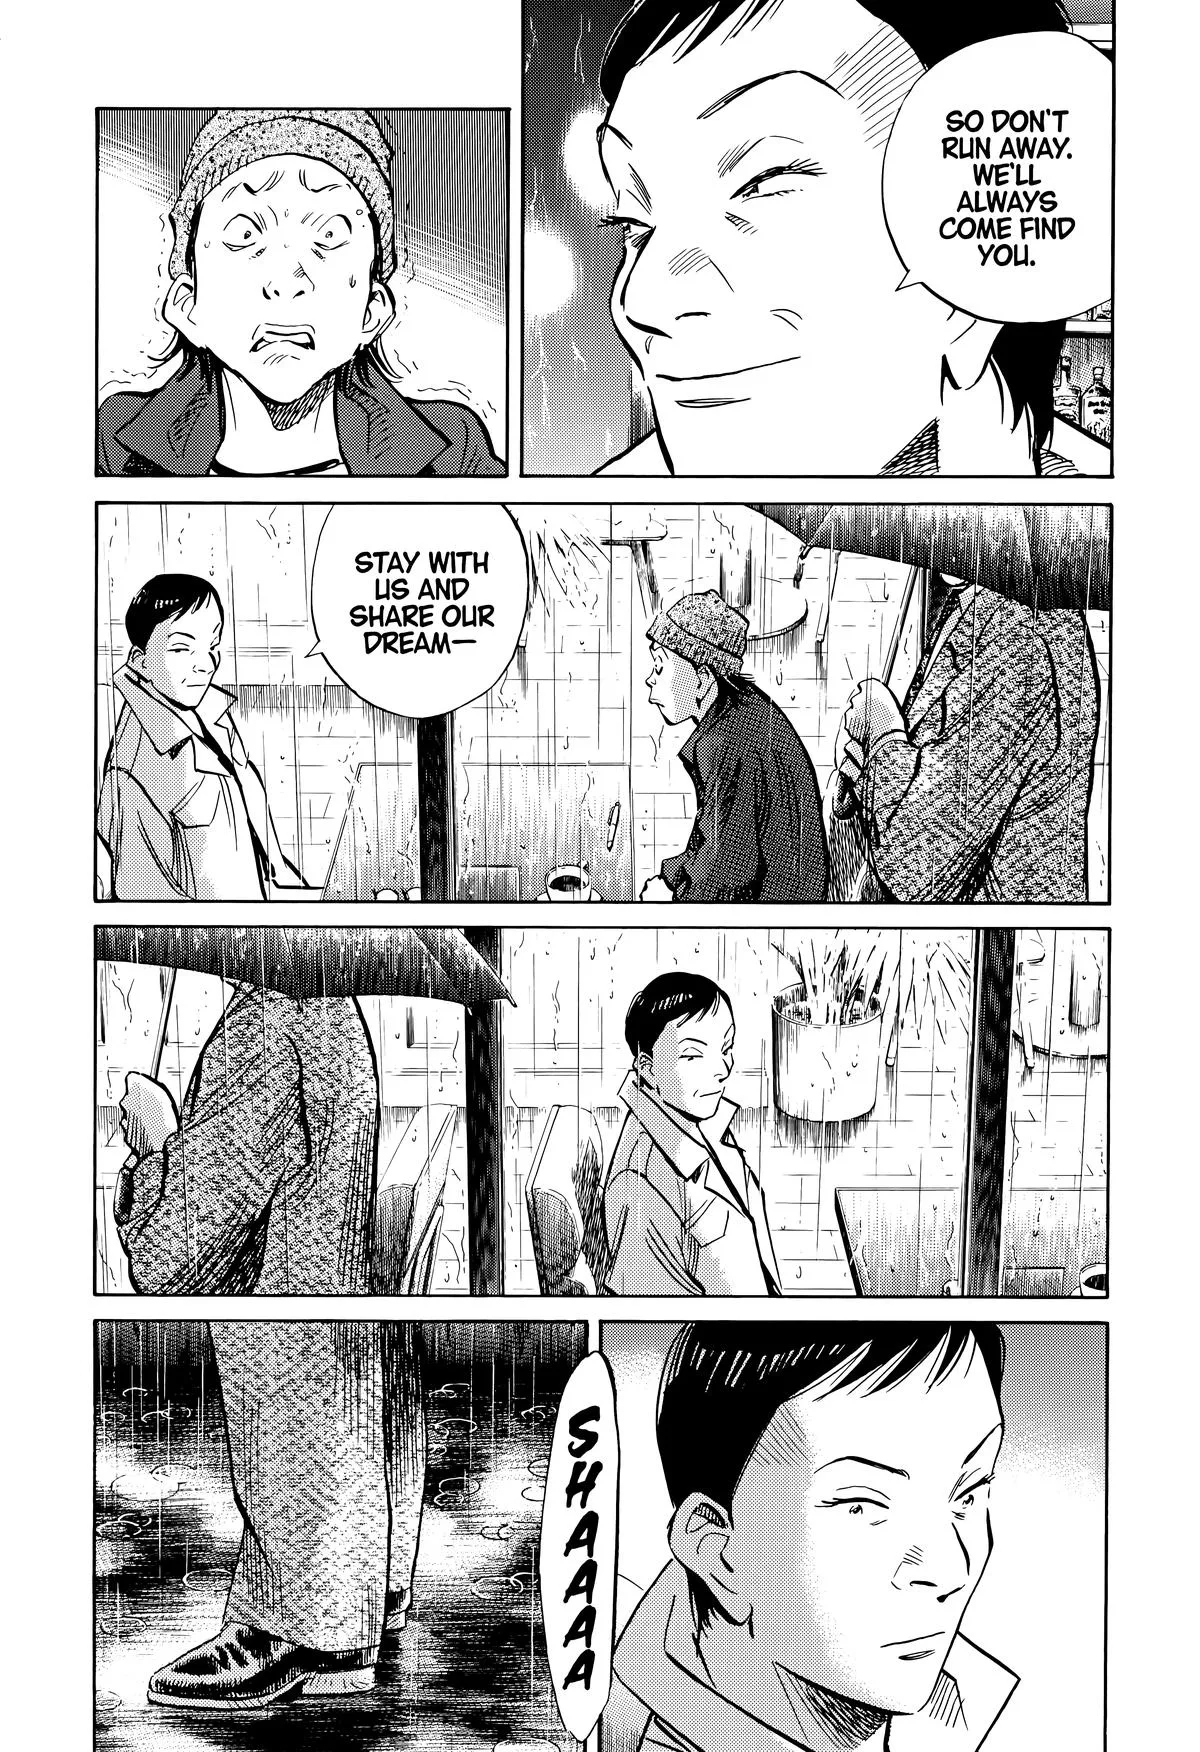 SO DON'T
RUN AWAY.
WE'LL
ALWAYS
COME FIND
YOU.
STAY WITH
US AND
SHARE OUR
DREAM—
SHAAAA